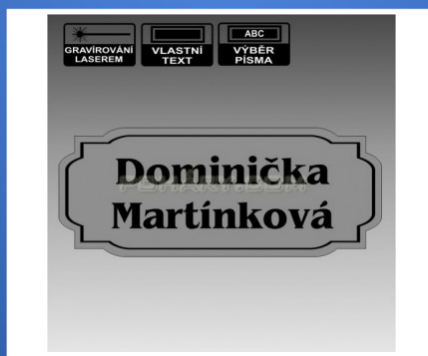 GRAVÍROVÁNÍ
LASEREM
VLASTNÍ
TEXT
ABC
VÝBĚR
PÍSMA
Dominička
Martínková